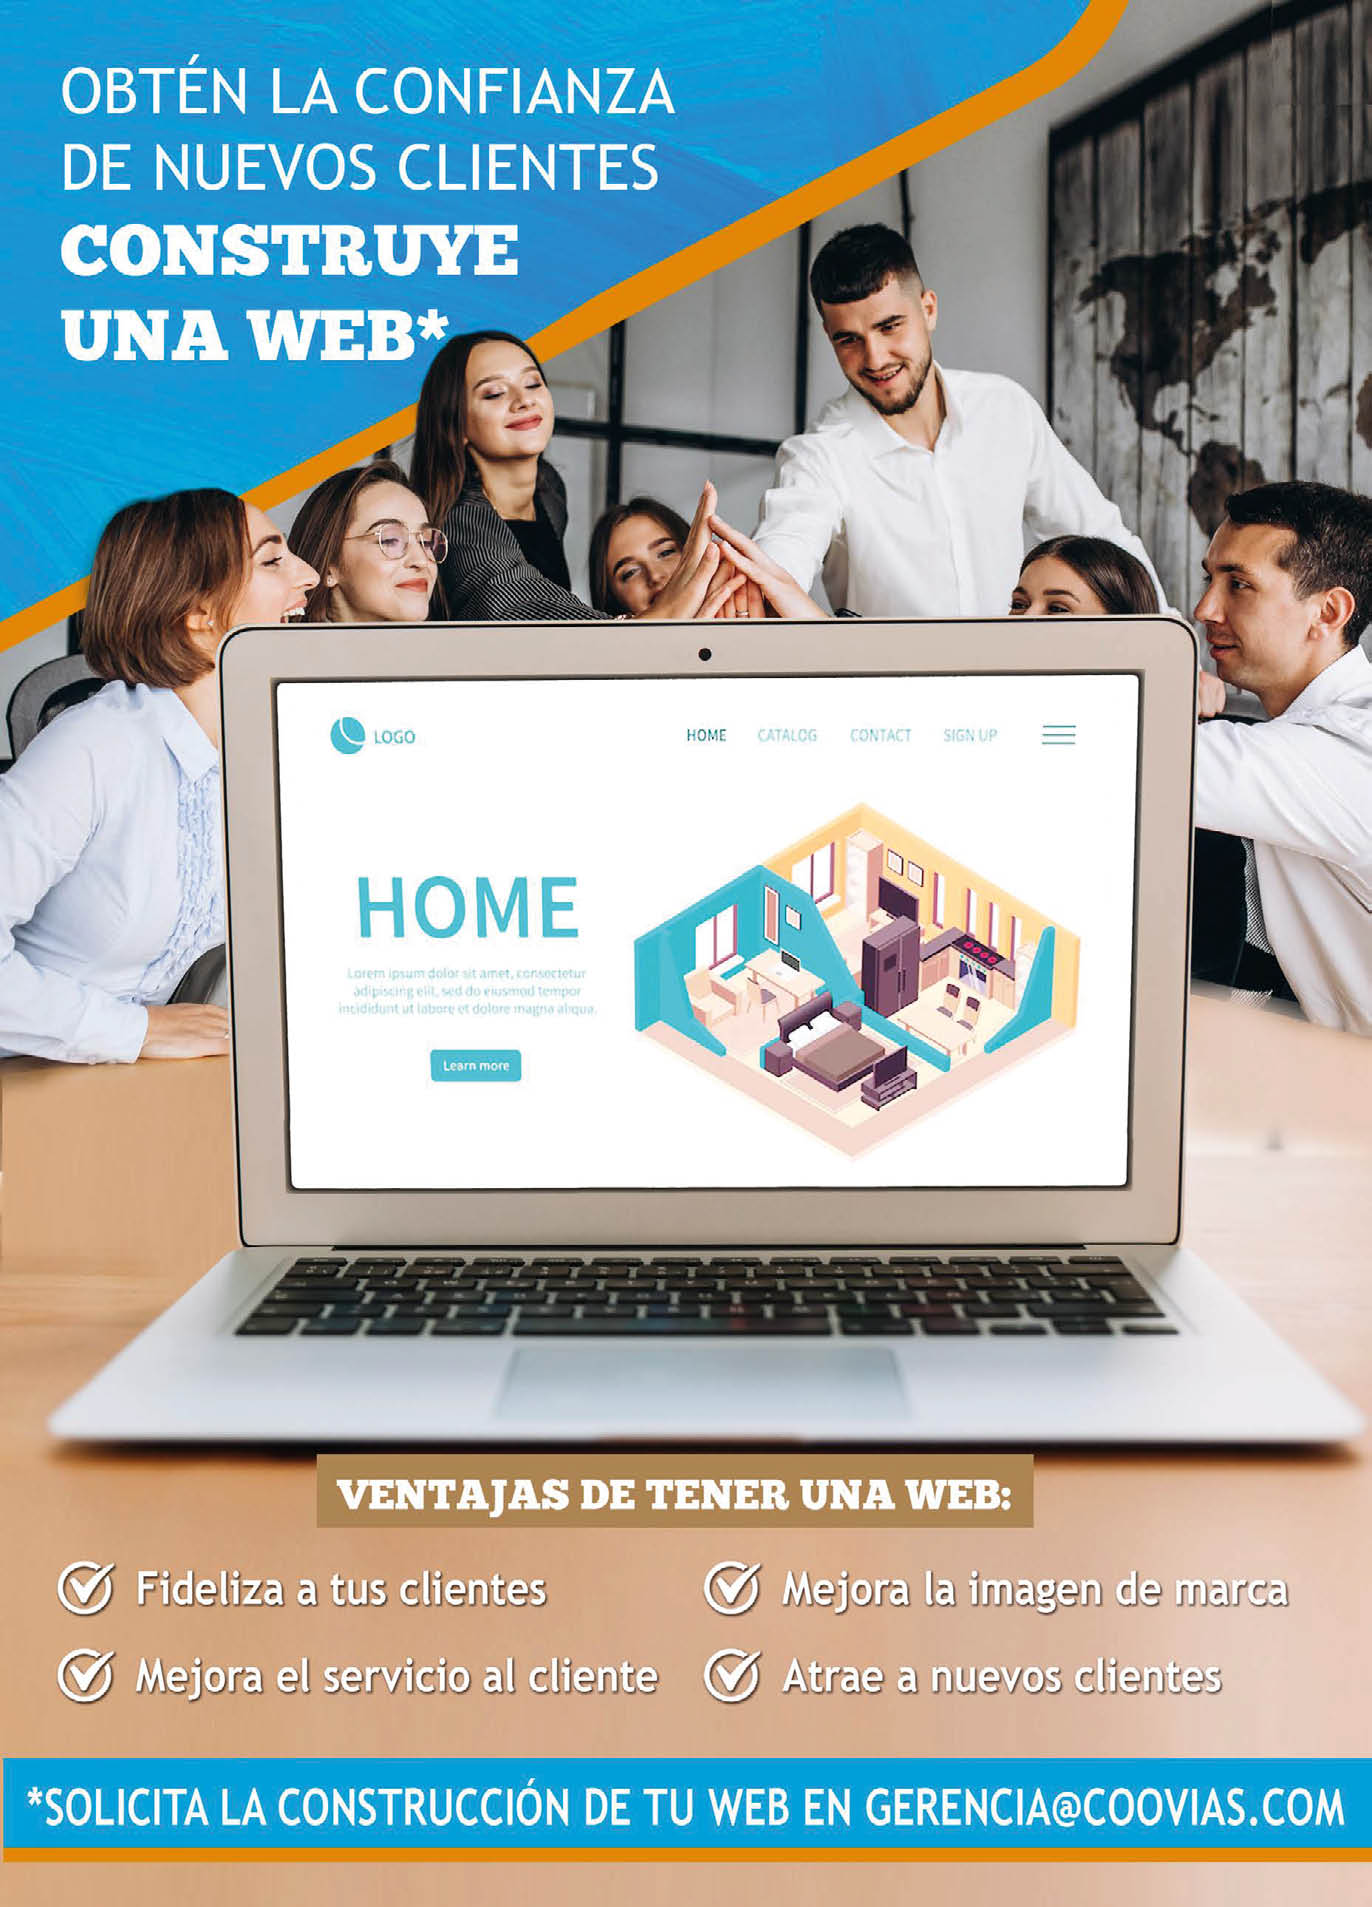 OBTÉN LA CONFIANZA
DE NUEVOS CLIENTES
CONSTRUYE
UNA WEB*
LOGO
HOME
CATALOG
CONTACT
SIGN UP
HOME
Lorem ipsum dolor sit amet, consectetur
adipiscing elit, sed do eiusmod tempor
incididunt ut labore et dolore magna aliqua.
Learn more
VENTAJAS DE TENER UNA WEB:
Fideliza a tus clientes
Mejora la imagen de marca
Mejora el servicio al cliente
Atrae a nuevos clientes
*SOLICITA LA CONSTRUCCIÓN DE TU WEB EN GERENCIA@COOVIAS.COM